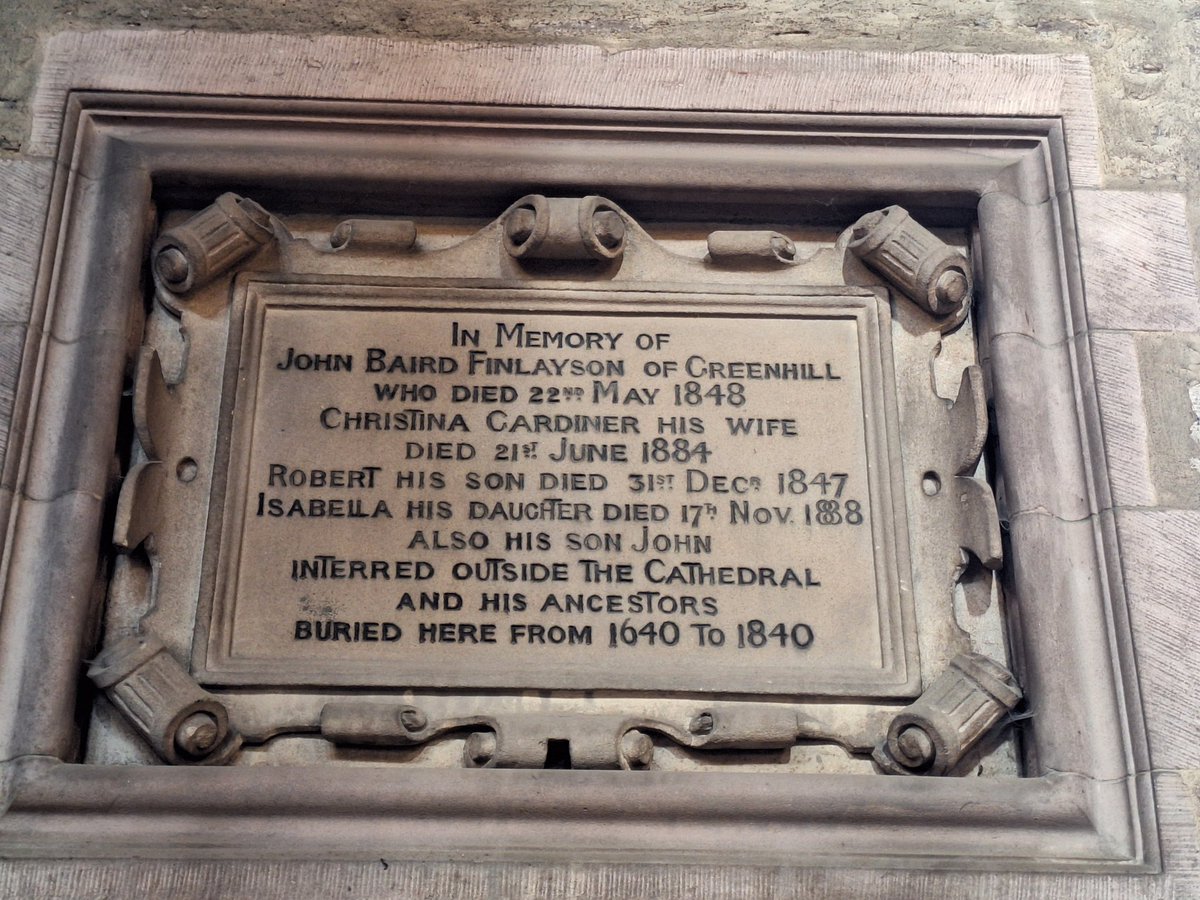 In Memory of
John Baird Finlayson of Greenhill
who died 22ND May 1848
Christina Gardiner his wife
died 21ST June 1884
Robert his son died 31ST DecR 1847
Isabella his daughter died 17TH Nov. 1888
also his son John
interred outside the Cathedral
and his ancestors
buried here from 1640 to 1840